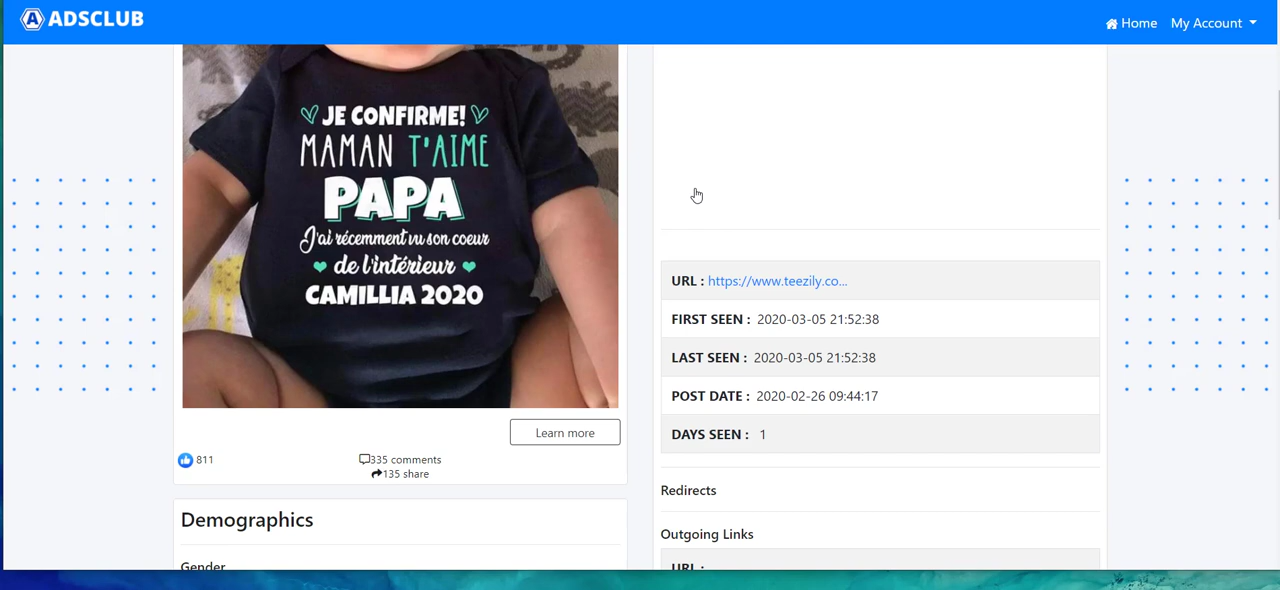 ADSCLUB
Home My Account
JE CONFIRME!
MAMAN T'AIME
PAPA
J'ai récemment vu son coeur
de l'intérieur
CAMILLIA 2020
Learn more
811
335 comments
135 share
Demographics
Gender
URL : https://www.teezily.co...
FIRST SEEN : 2020-03-05 21:52:38
LAST SEEN : 2020-03-05 21:52:38
POST DATE : 2020-02-26 09:44:17
DAYS SEEN : 1
Redirects
Outgoing Links
URL :